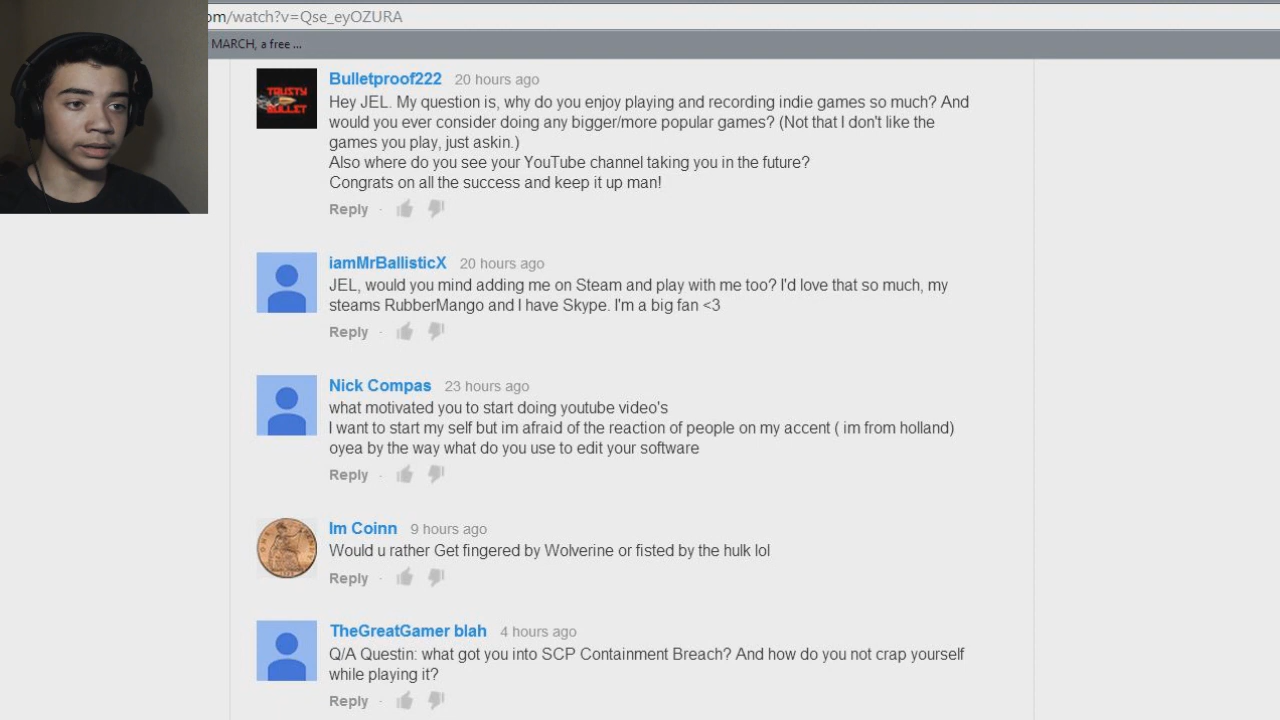 om/watch?v=Qse_eyOZURA
MARCH, a free ...
TRUSTY
BULLET
Bulletproof222 20 hours ago
Hey JEL. My question is, why do you enjoy playing and recording indie games so much? And
would you ever consider doing any bigger/more popular games? (Not that I don't like the
games you play, just askin.)
Also where do you see your YouTube channel taking you in the future?
Congrats on all the success and keep it up man!
Reply ·
iamMrBallisticX 20 hours ago
JEL, would you mind adding me on Steam and play with me too? I'd love that so much, my
steams RubberMango and I have Skype. I'm a big fan <3
Reply ·
Nick Compas 23 hours ago
what motivated you to start doing youtube video's
I want to start my self but im afraid of the reaction of people on my accent ( im from holland)
oyea by the way what do you use to edit your software
Reply ·
Im Coinn 9 hours ago
Would u rather Get fingered by Wolverine or fisted by the hulk lol
Reply ·
TheGreatGamer blah 4 hours ago
Q/A Questin: what got you into SCP Containment Breach? And how do you not crap yourself
while playing it?
Reply ·